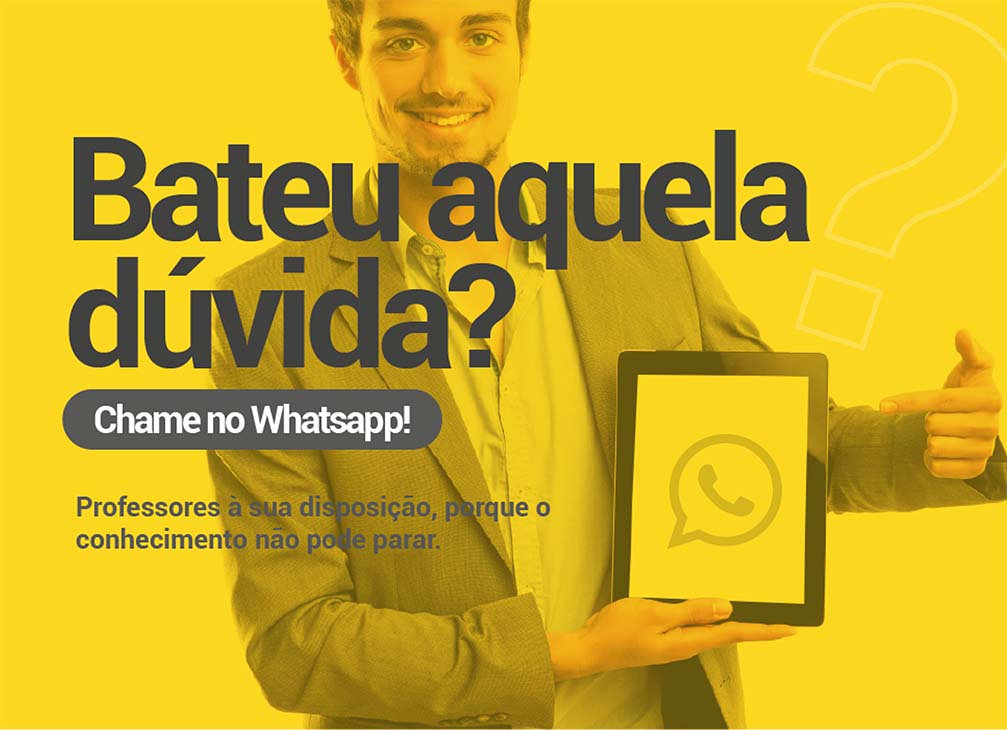 Bateu aquela
dúvida?
Chame no Whatsapp!
Professores à sua disposição, porque o
conhecimento não pode parar.